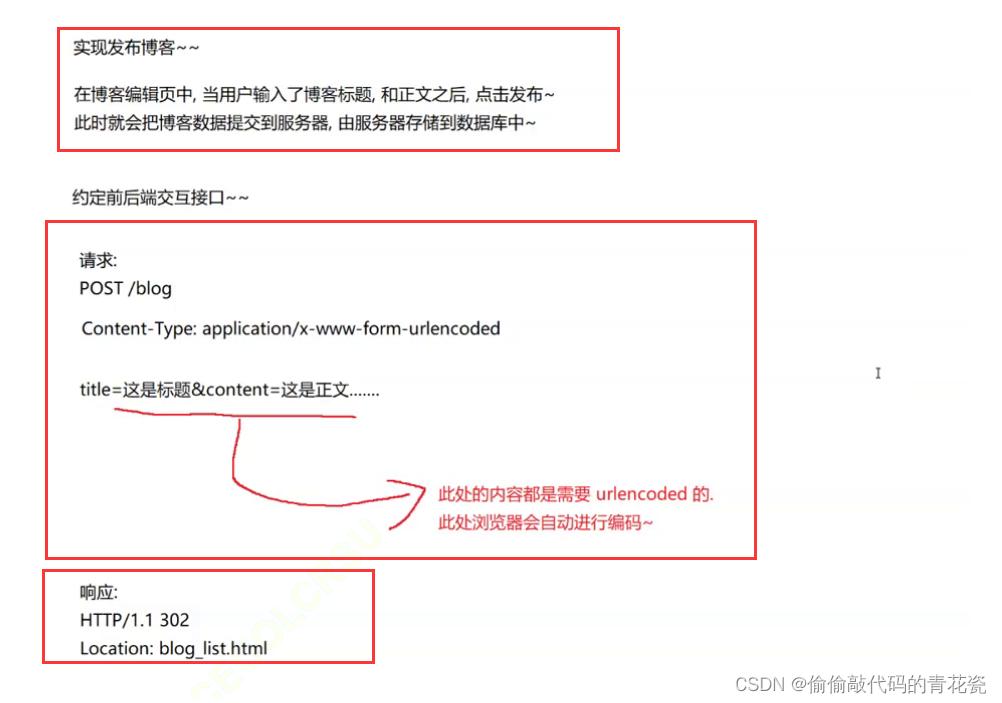 实现发布博客~~
在博客编辑页中, 当用户输入了博客标题, 和正文之后, 点击发布~
此时就会把博客数据提交到服务器, 由服务器存储到数据库中~
约定前后端交互接口~~
请求:
POST /blog
Content-Type: application/x-www-form-urlencoded
title=这是标题&content=这是正文.......
此处的内容都是需要 urlencoded 的.
此处浏览器会自动进行编码~
响应:
HTTP/1.1 302
Location: blog_list.html
CSDN @偷偷敲代码的青花瓷